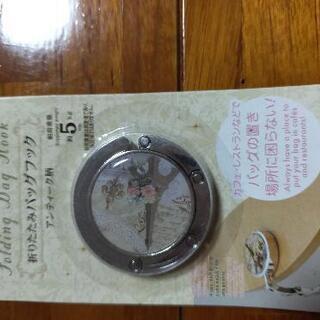 Folding Bag Hook
折りたたみバッグフック
アンティーク柄
耐荷重量
約5kg
カフェ・レストランなどで
バッグの置き
場所に困らない!
Always have a place to
put your bag in cafes
and restaurants!